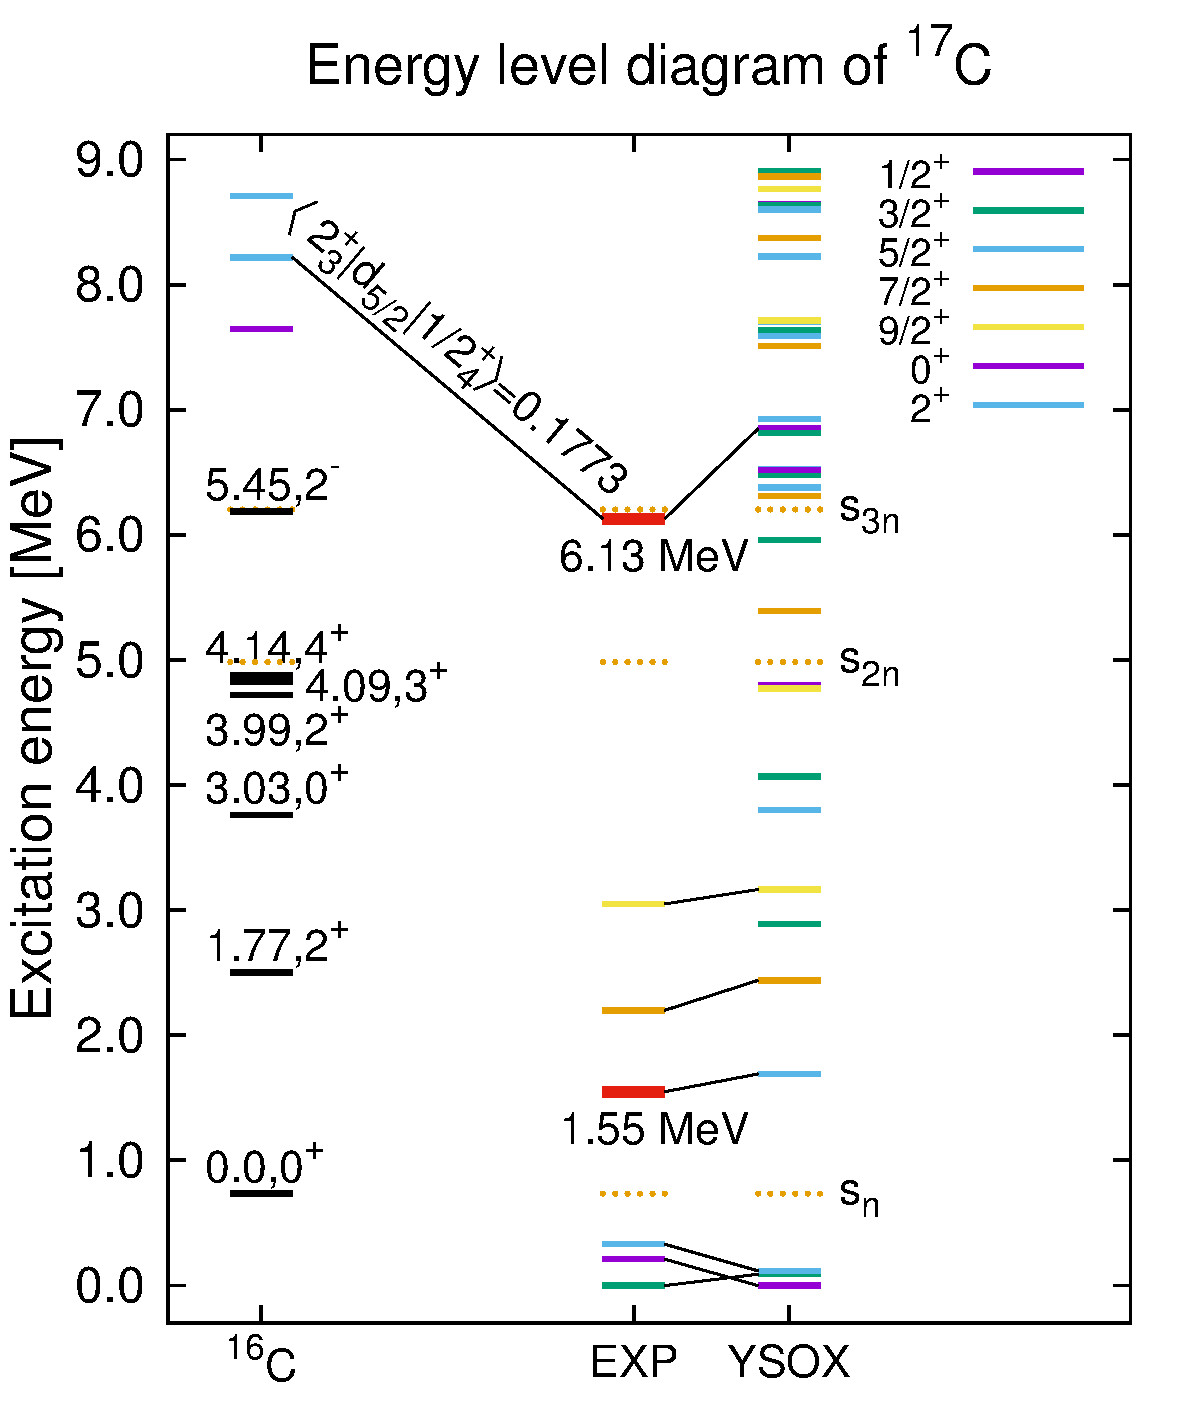 Energy level diagram of ¹⁷C
Excitation energy [MeV]
9.0
8.0
7.0
6.0
5.0
4.0
3.0
2.0
1.0
0.0
5.45,2⁻
4.14,4⁺
4.09,3⁺
3.99,2⁺
3.03,0⁺
1.77,2⁺
0.0,0⁺
⟨ 2₃⁺|d₅/₂|1/2₄⁺⟩=0.1773
6.13 MeV
1.55 MeV
s₃ₙ
s₂ₙ
sₙ
1/2⁺
3/2⁺
5/2⁺
7/2⁺
9/2⁺
0⁺
2⁺
¹⁶C
EXP
YSOX